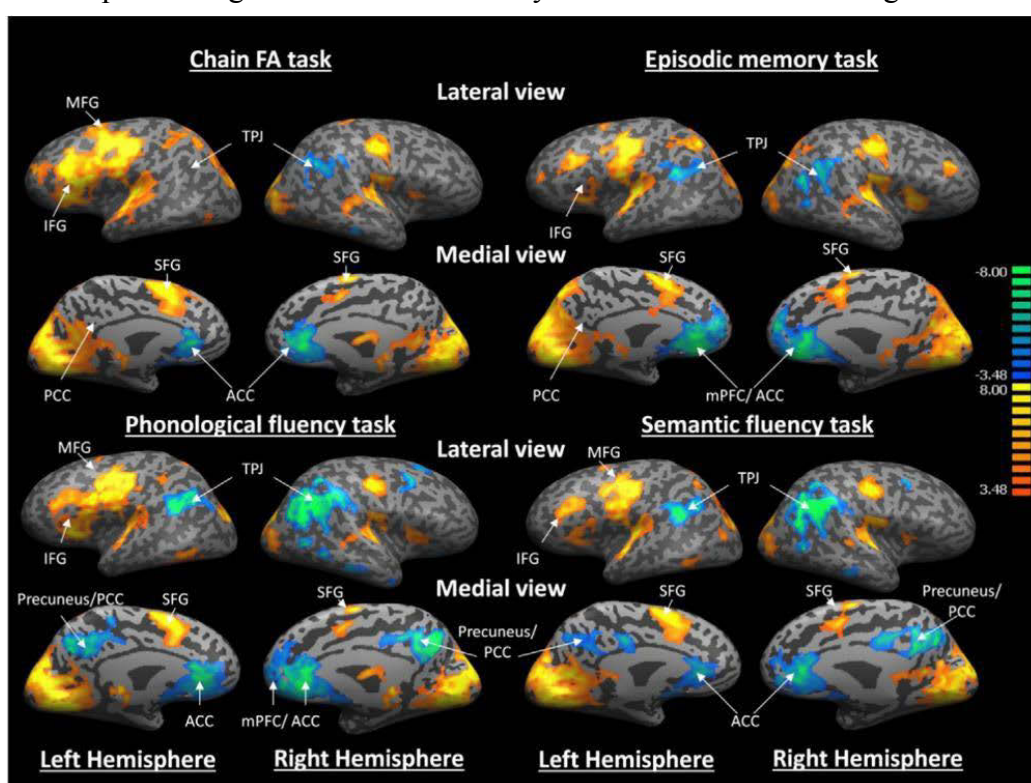 Chain FA task
Episodic memory task
Lateral view
MFG
TPJ
TPJ
IFG
IFG
Medial view
SFG
SFG
SFG
SFG
-8.00
-3.48
8.00
3.48
PCC
ACC
PCC
mPFC/ ACC
Phonological fluency task
Semantic fluency task
Lateral view
MFG
TPJ
MFG
TPJ
IFG
IFG
Medial view
Precuneus/PCC
SFG
SFG
Precuneus/
PCC
SFG
SFG
Precuneus/
PCC
ACC
mPFC/ ACC
ACC
Left Hemisphere
Right Hemisphere
Left Hemisphere
Right Hemisphere